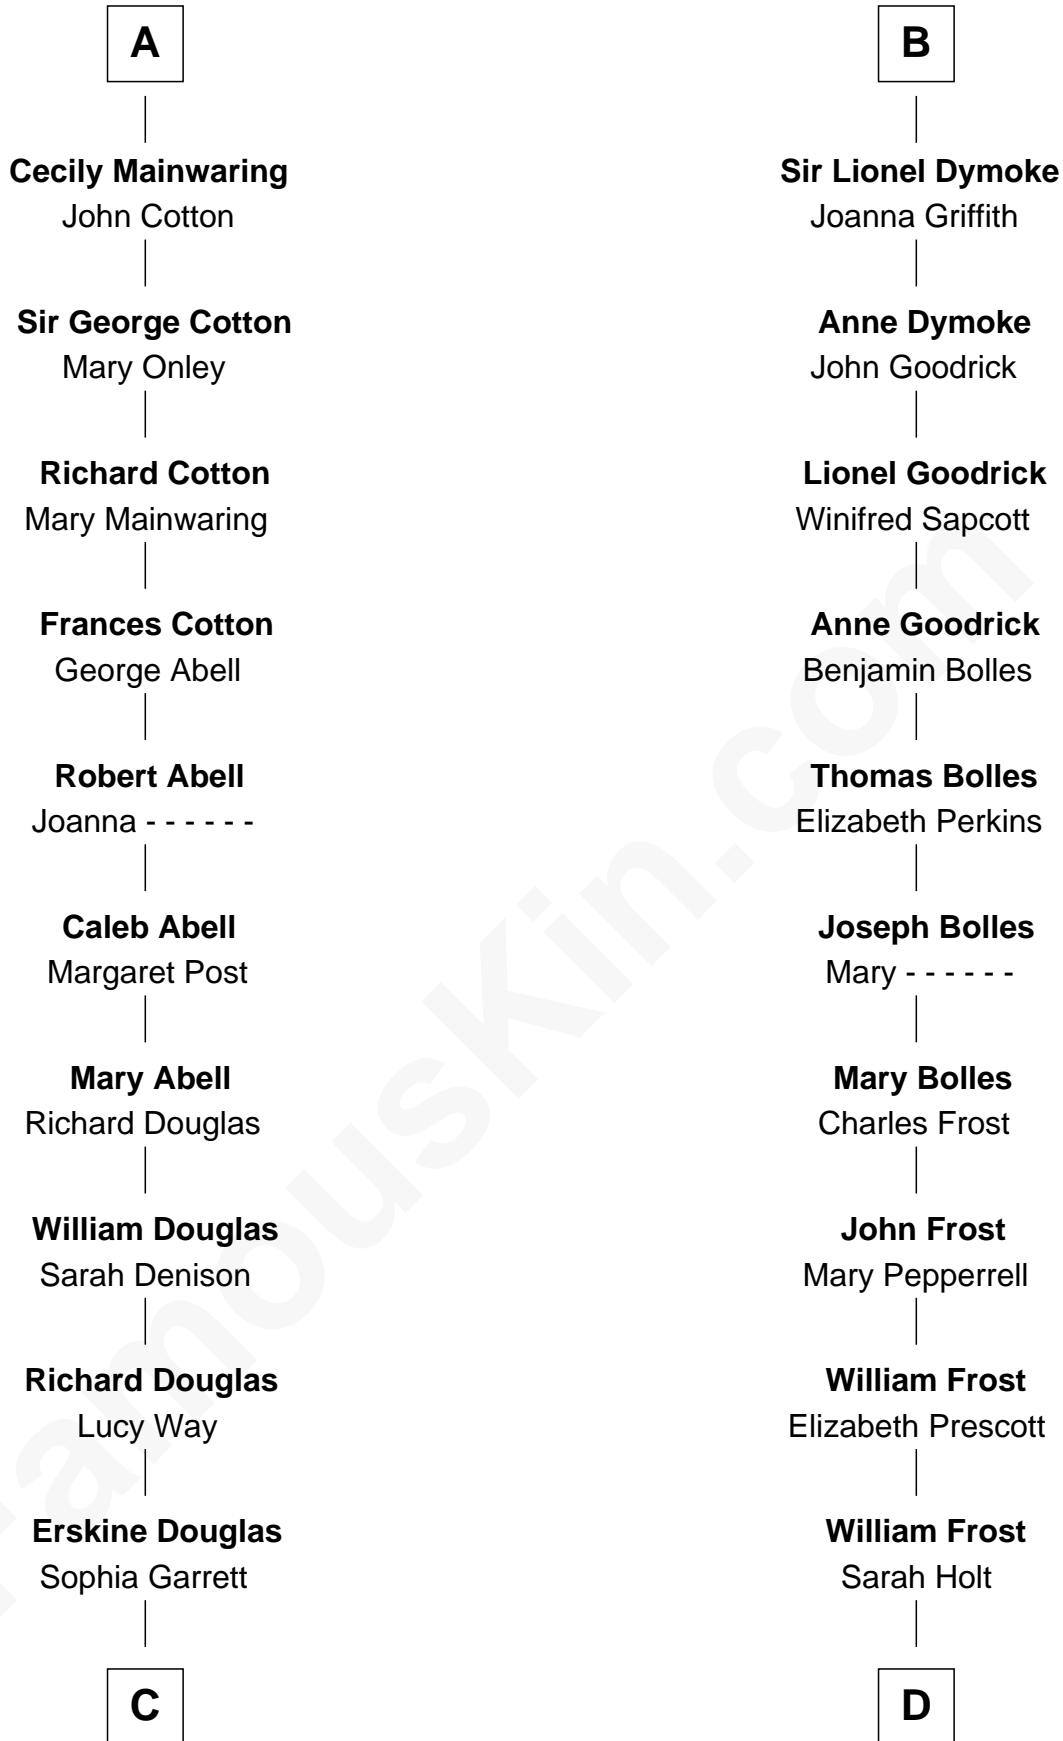 A
Cecily Mainwaring
John Cotton
Sir George Cotton
Mary Onley
Richard Cotton
Mary Mainwaring
Frances Cotton
George Abell
Robert Abell
Joanna - - - - - -
Caleb Abell
Margaret Post
Mary Abell
Richard Douglas
William Douglas
Sarah Denison
Richard Douglas
Lucy Way
Erskine Douglas
Sophia Garrett
C
B
Sir Lionel Dymoke
Joanna Griffith
Anne Dymoke
John Goodrick
Lionel Goodrick
Winifred Sapcott
Anne Goodrick
Benjamin Bolles
Thomas Bolles
Elizabeth Perkins
Joseph Bolles
Mary - - - - - -
Mary Bolles
Charles Frost
John Frost
Mary Pepperrell
William Frost
Elizabeth Prescott
William Frost
Sarah Holt
D
FamousKin.com